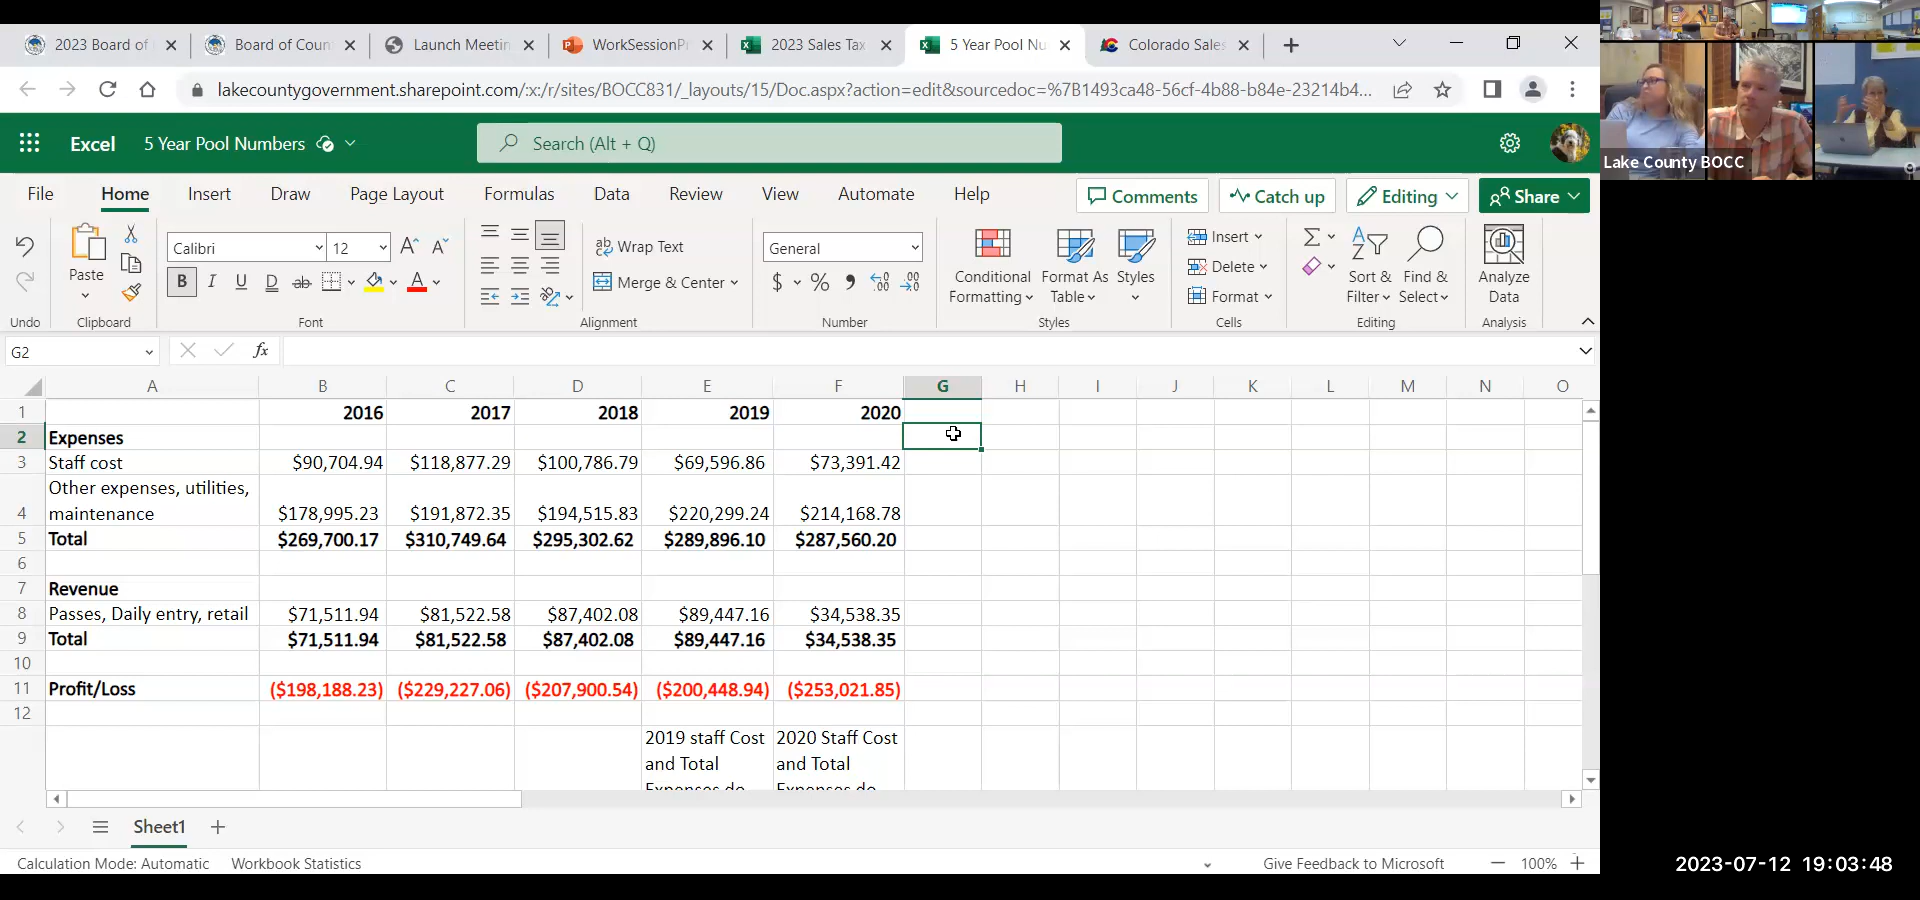 2023 Board of
Board of Coun
Launch Meetin
WorkSessionPr
2023 Sales Tax
5 Year Pool Nu
Colorado Sales
lakecountygovernment.sharepoint.com/:x:/r/sites/BOCC831/_layouts/15/Doc.aspx?action=edit&sourcedoc=%7B1493ca48-56cf-4b88-b84e-23214b4...
Lake County BOCC
Excel 5 Year Pool Numbers Search (Alt + Q)
File Home Insert Draw Page Layout Formulas Data Review View Automate Help Comments Catch up Editing Share
Calibri 12 Wrap Text General Insert
Paste B I U D ab A Merge & Center $ % Conditional Formatting Format As Table Styles Delete Sort & Filter Find & Select Analyze Data
Format
Undo Clipboard Font Alignment Number Styles Cells Editing Analysis
G2 fx
A B C D E F G H I J K L M N O
1 2016 2017 2018 2019 2020
2 Expenses
3 Staff cost $90,704.94 $118,877.29 $100,786.79 $69,596.86 $73,391.42
Other expenses, utilities,
4 maintenance $178,995.23 $191,872.35 $194,515.83 $220,299.24 $214,168.78
5 Total $269,700.17 $310,749.64 $295,302.62 $289,896.10 $287,560.20
6
7 Revenue
8 Passes, Daily entry, retail $71,511.94 $81,522.58 $87,402.08 $89,447.16 $34,538.35
9 Total $71,511.94 $81,522.58 $87,402.08 $89,447.16 $34,538.35
10
11 Profit/Loss ($198,188.23) ($229,227.06) ($207,900.54) ($200,448.94) ($253,021.85)
12
2019 staff Cost 2020 Staff Cost
and Total and Total
Expenses do Expenses do
Sheet1
Calculation Mode: Automatic Workbook Statistics Give Feedback to Microsoft 100%
2023-07-12 19:03:48